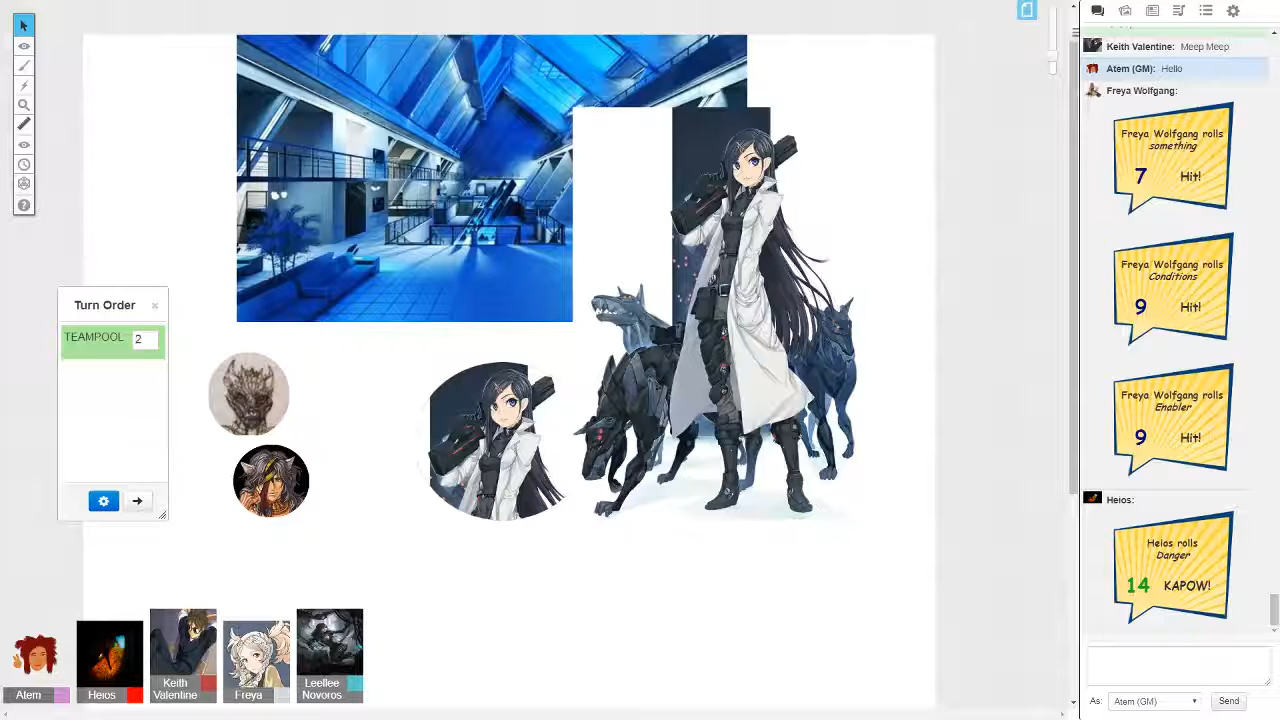 Keith Valentine: Meep Meep
Atem (GM): Hello
Freya Wolfgang:
Freya Wolfgang rolls
something
7 Hit!
Freya Wolfgang rolls
Conditions
9 Hit!
Freya Wolfgang rolls
Enabler
9 Hit!
Heios:
Heios rolls
Danger
14 KAPOW!
As: Atem (GM) Send
Turn Order ×
TEAMPOOL 2
Atem
Heios
Keith
Valentine
Freya
Leellee
Novoros